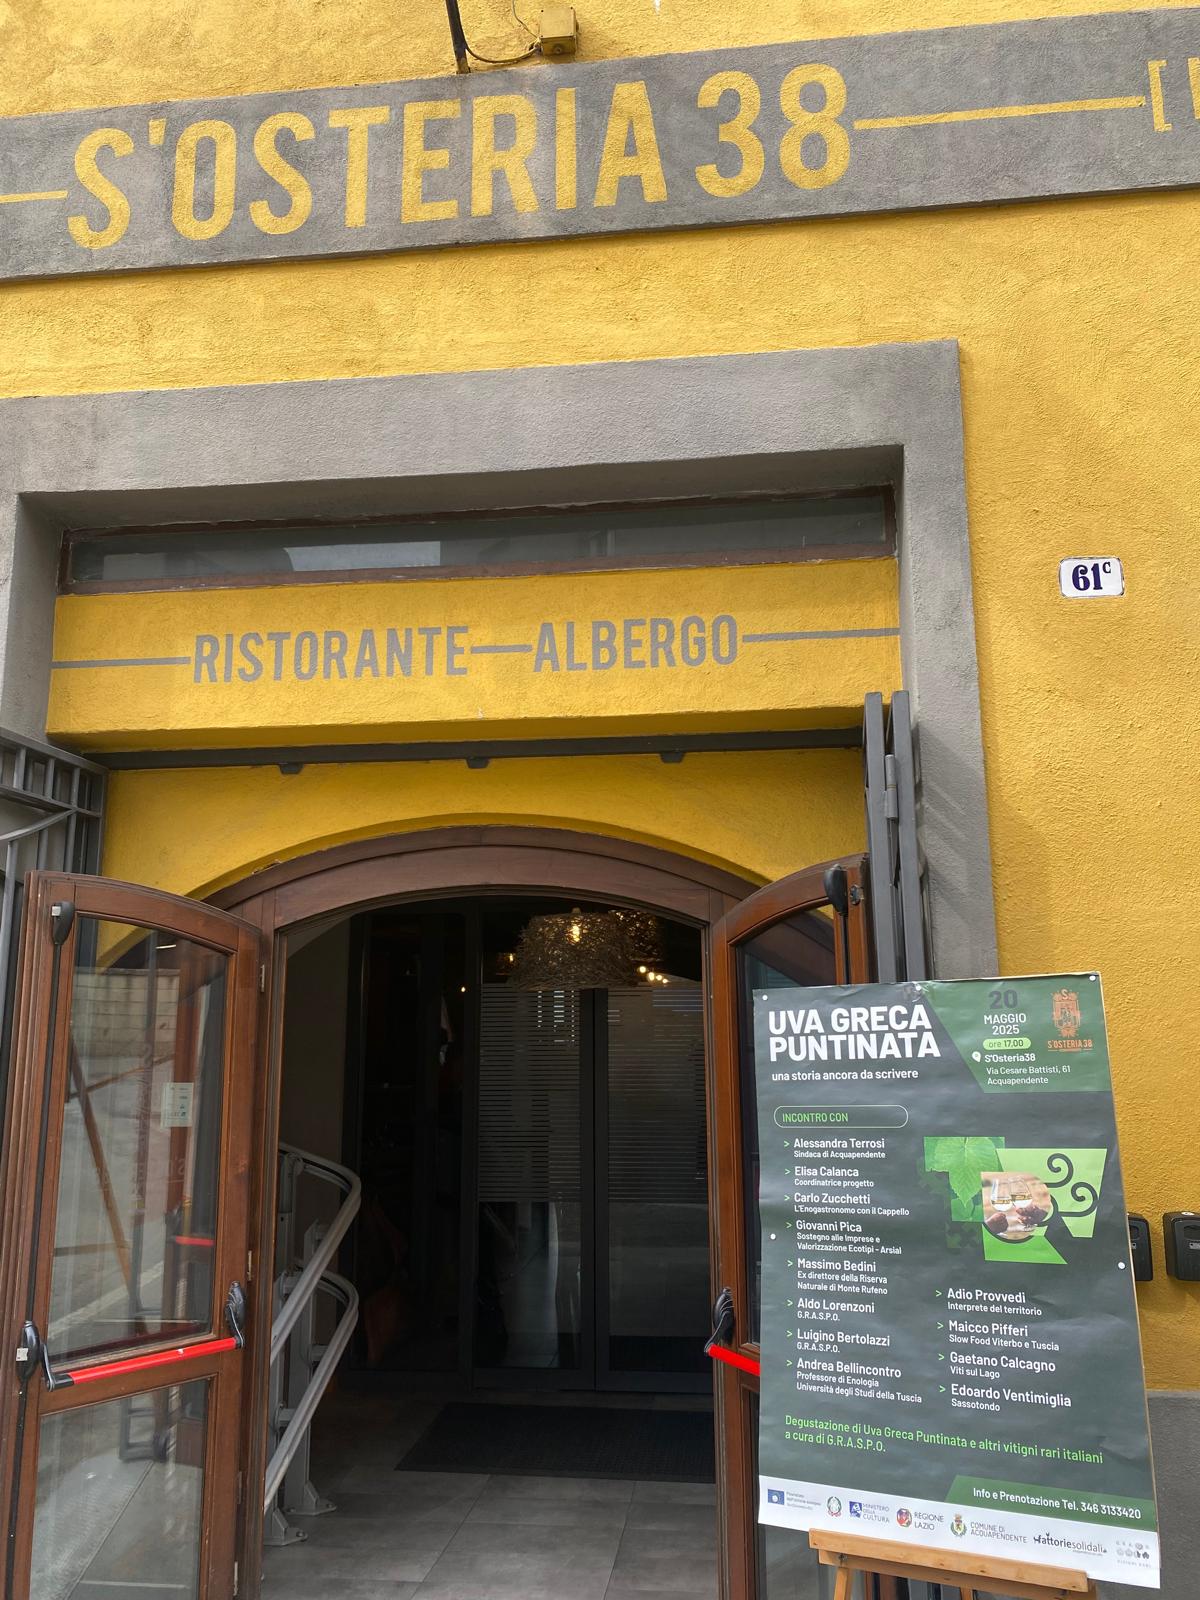 S'OSTERIA 38
RISTORANTE ALBERGO
61C
UVA GRECA
PUNTINATA
una storia ancora da scrivere
20
MAGGIO
2025
ore 17.00
S'Osteria38
Via Cesare Battisti, 61
Acquapendente
S'OSTERIA 38
INCONTRO CON
> Alessandra Terrosi
Sindaca di Acquapendente
> Elisa Calanca
Coordinatrice progetto
> Carlo Zucchetti
L'Enogastronomo con il Cappello
> Giovanni Pica
Sostegno alle Imprese e
Valorizzazione Ecotipi - Arsial
> Massimo Bedini
Ex direttore della Riserva
Naturale di Monte Rufeno
> Aldo Lorenzoni
G.R.A.S.P.O.
> Luigino Bertolazzi
G.R.A.S.P.O.
> Andrea Bellincontro
Professore di Enologia
Università degli Studi della Tuscia
> Adio Provvedi
Interprete del territorio
> Maicco Pifferi
Slow Food Viterbo e Tuscia
> Gaetano Calcagno
Viti sul Lago
> Edoardo Ventimiglia
Sassotondo
Degustazione di Uva Greca Puntinata e altri vitigni rari italiani
a cura di G.R.A.S.P.O.
Info e Prenotazione Tel. 346 3133420
MINISTERO
DELLA
CULTURA
REGIONE
LAZIO
COMUNE DI
ACQUAPENDENTE
fattoriesolidali